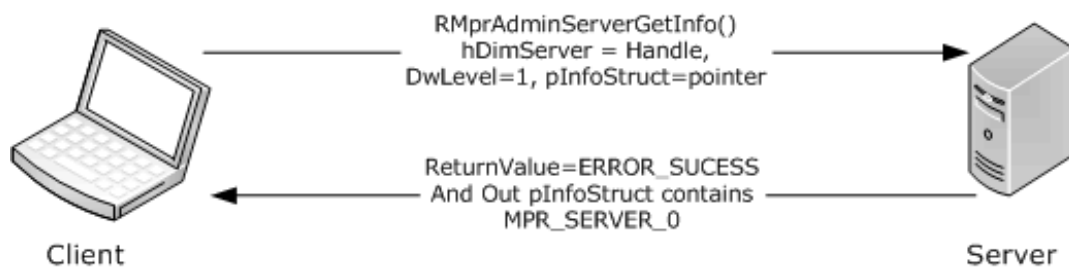 RMprAdminServerGetInfo()
hDimServer = Handle,
DwLevel=1, pInfoStruct=pointer
ReturnValue=ERROR_SUCESS
And Out pInfoStruct contains
MPR_SERVER_0
Client
Server